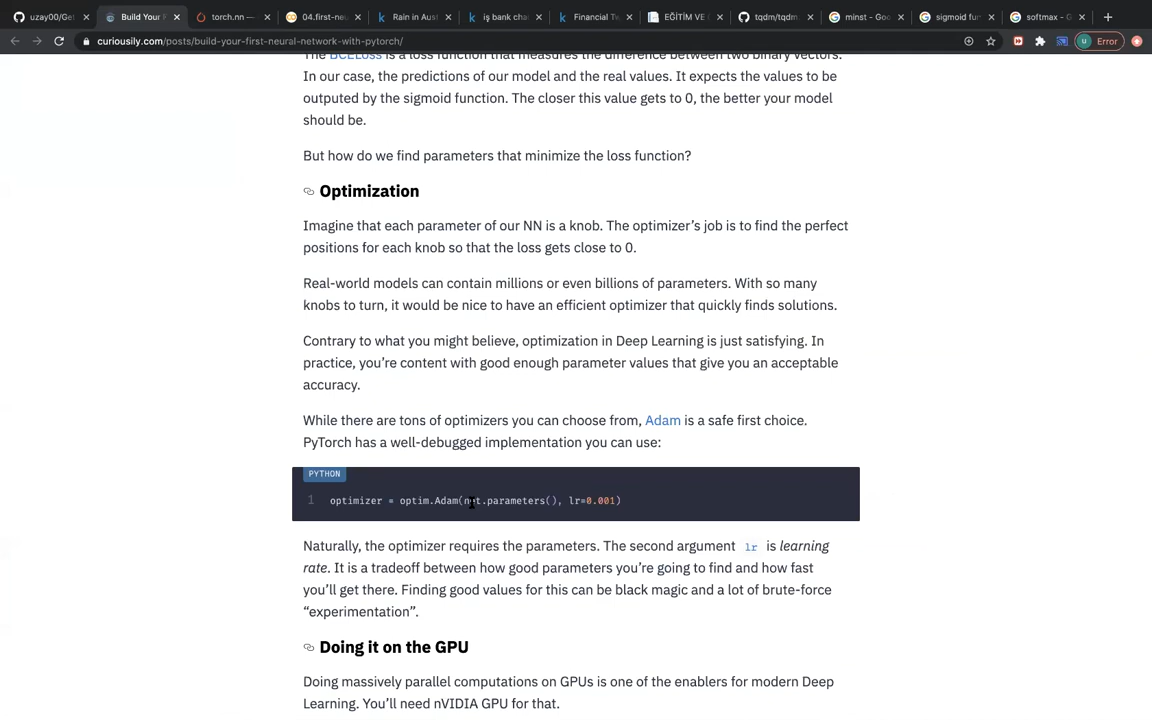 uzay00/Get
Build Your F
torch.nn —
04.first-neu
Rain in Aust
iş bank cha
Financial Tw
EĞİTİM VE
tqdm/tqdm
minst - Goo
sigmoid fun
softmax - G
curiousily.com/posts/build-your-first-neural-network-with-pytorch/
u Error
The BCELoss is a loss function that measures the difference between two binary vectors.
In our case, the predictions of our model and the real values. It expects the values to be
outputed by the sigmoid function. The closer this value gets to 0, the better your model
should be.
But how do we find parameters that minimize the loss function?
Optimization
Imagine that each parameter of our NN is a knob. The optimizer's job is to find the perfect
positions for each knob so that the loss gets close to 0.
Real-world models can contain millions or even billions of parameters. With so many
knobs to turn, it would be nice to have an efficient optimizer that quickly finds solutions.
Contrary to what you might believe, optimization in Deep Learning is just satisfying. In
practice, you're content with good enough parameter values that give you an acceptable
accuracy.
While there are tons of optimizers you can choose from, Adam is a safe first choice.
PyTorch has a well-debugged implementation you can use:
PYTHON
1 optimizer = optim.Adam(net.parameters(), lr=0.001)
Naturally, the optimizer requires the parameters. The second argument lr is learning
rate. It is a tradeoff between how good parameters you're going to find and how fast
you'll get there. Finding good values for this can be black magic and a lot of brute-force
“experimentation”.
Doing it on the GPU
Doing massively parallel computations on GPUs is one of the enablers for modern Deep
Learning. You'll need nVIDIA GPU for that.